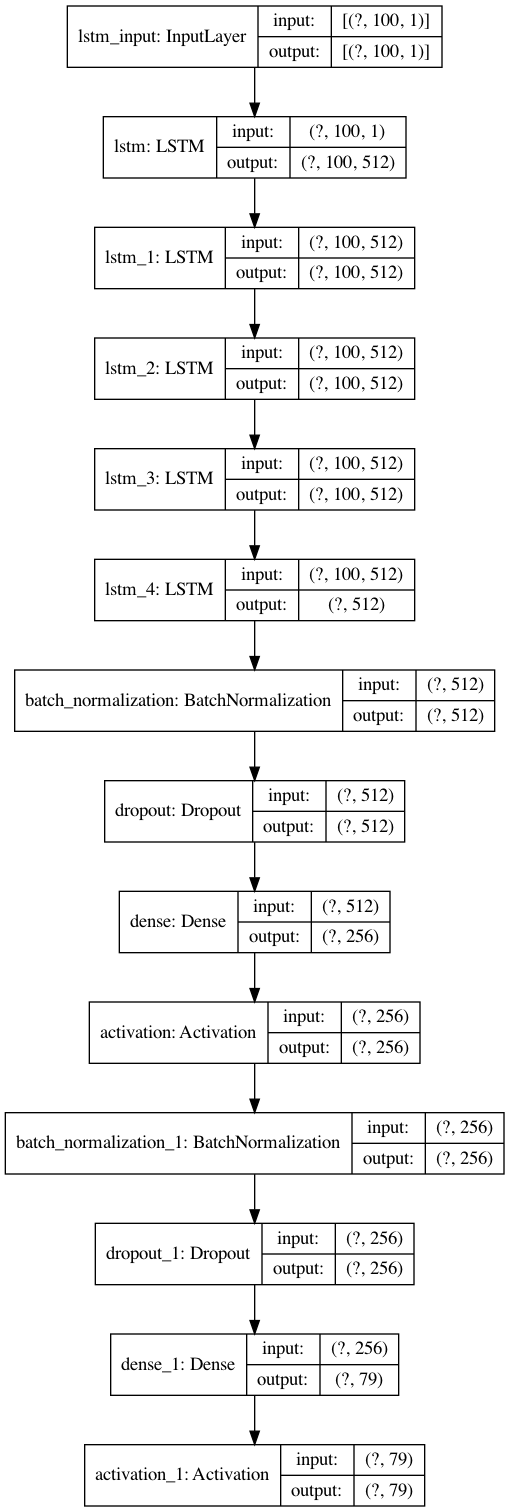 lstm_input: InputLayer
input: [(?, 100, 1)]
output: [(?, 100, 1)]
lstm: LSTM
input: (?, 100, 1)
output: (?, 100, 512)
lstm_1: LSTM
input: (?, 100, 512)
output: (?, 100, 512)
lstm_2: LSTM
input: (?, 100, 512)
output: (?, 100, 512)
lstm_3: LSTM
input: (?, 100, 512)
output: (?, 100, 512)
lstm_4: LSTM
input: (?, 100, 512)
output: (?, 512)
batch_normalization: BatchNormalization
input: (?, 512)
output: (?, 512)
dropout: Dropout
input: (?, 512)
output: (?, 512)
dense: Dense
input: (?, 512)
output: (?, 256)
activation: Activation
input: (?, 256)
output: (?, 256)
batch_normalization_1: BatchNormalization
input: (?, 256)
output: (?, 256)
dropout_1: Dropout
input: (?, 256)
output: (?, 256)
dense_1: Dense
input: (?, 256)
output: (?, 79)
activation_1: Activation
input: (?, 79)
output: (?, 79)